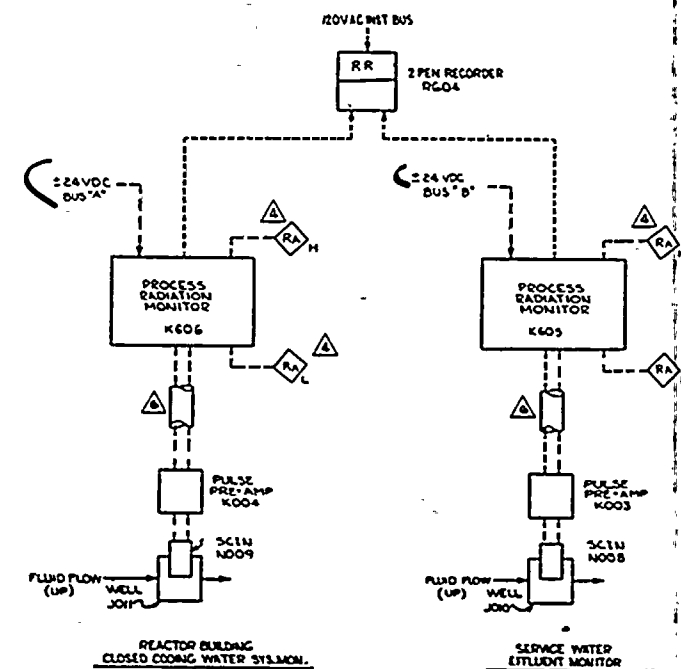 120VAC INST BUS
RR
2 PEN RECORDER
R604
±24VDC
BUS "A"
±24 VDC
BUS "B"
4
RA
H
4
RA
PROCESS
RADIATION
MONITOR
K606
PROCESS
RADIATION
MONITOR
K605
RA
L
4
RA
6
6
PULSE
PRE-AMP
K004
PULSE
PRE-AMP
K003
SCIN
N009
SCIN
N008
FLUID FLOW
(UP)
WELL
J011
FLUID FLOW
(UP)
WELL
J010
REACTOR BUILDING
CLOSED COOING WATER SYS.MON.
SERVICE WATER
EFFLUENT MONITOR